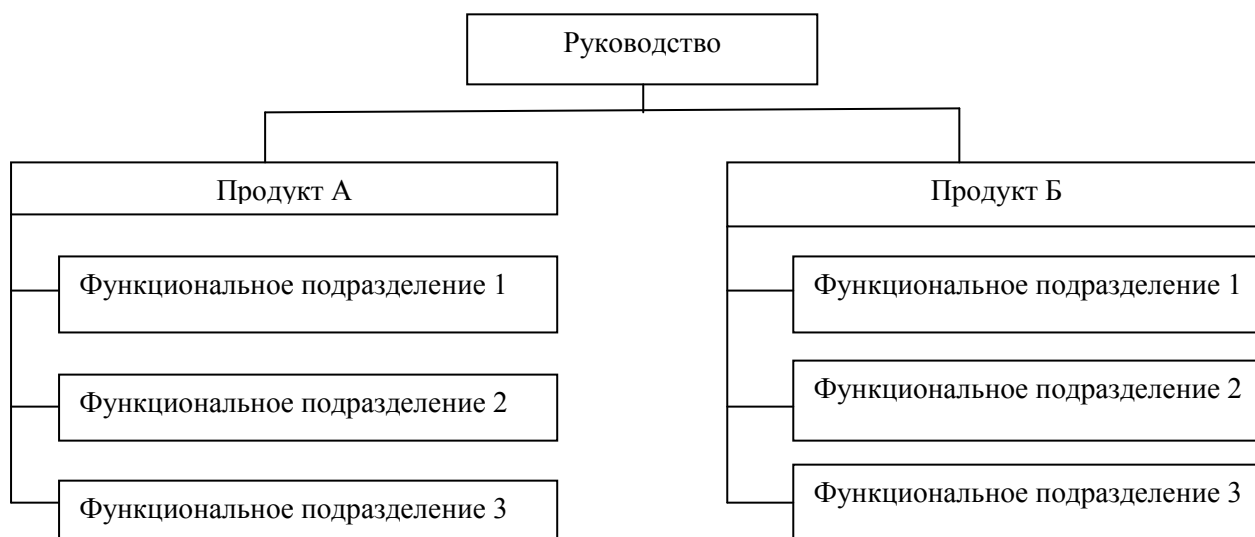 Руководство
Продукт А
Продукт Б
Функциональное подразделение 1
Функциональное подразделение 1
Функциональное подразделение 2
Функциональное подразделение 2
Функциональное подразделение 3
Функциональное подразделение 3